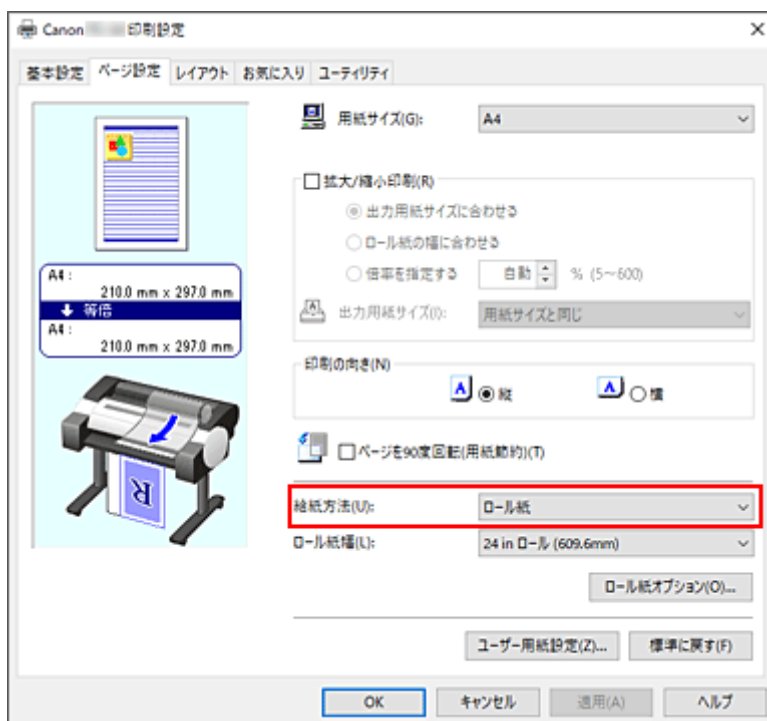 Canon 印刷設定
基本設定 ページ設定 レイアウト お気に入り ユーティリティ
用紙サイズ(G): A4
拡大/縮小印刷(R)
出力用紙サイズに合わせる
ロール紙の幅に合わせる
倍率を指定する 自動 % (5～600)
出力用紙サイズ(I): 用紙サイズと同じ
A4 :
210.0 mm x 297.0 mm
等倍
A4 :
210.0 mm x 297.0 mm
印刷の向き(N)
A 縦 A 横
ページを90度回転(用紙節約)(T)
R
給紙方法(U): ロール紙
ロール紙幅(L): 24 in ロール (609.6mm)
ロール紙オプション(O)...
ユーザー用紙設定(Z)... 標準に戻す(F)
OK キャンセル 適用(A) ヘルプ